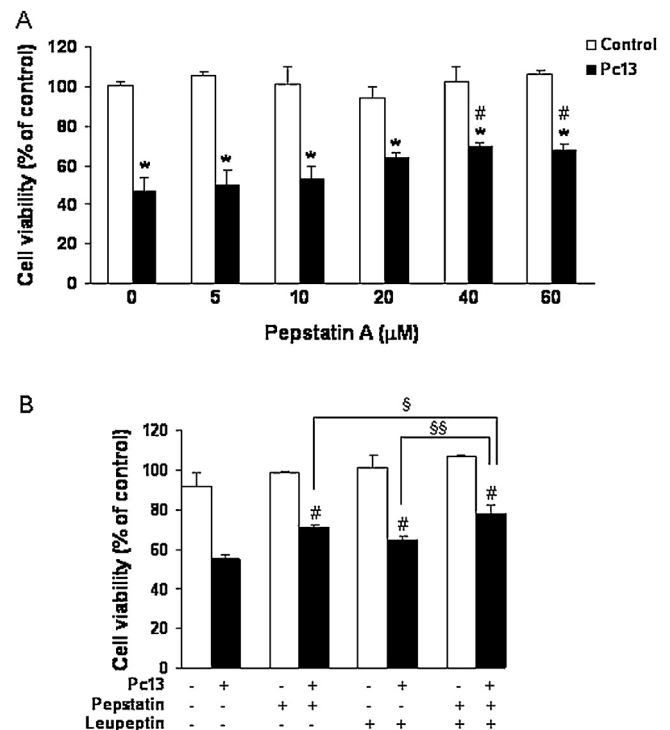 A
Cell viability (% of control)
120
100
80
60
40
20
0
* * * * # * # *
Control
Pc13
0 5 10 20 40 60
Pepstatin A (µM)
B
Cell viability (% of control)
120
100
80
60
40
20
0
§
§§
# # #
Pc13 - + - + - + - +
Pepstatin - - + + - - + +
Leupeptin - - - - + + + +